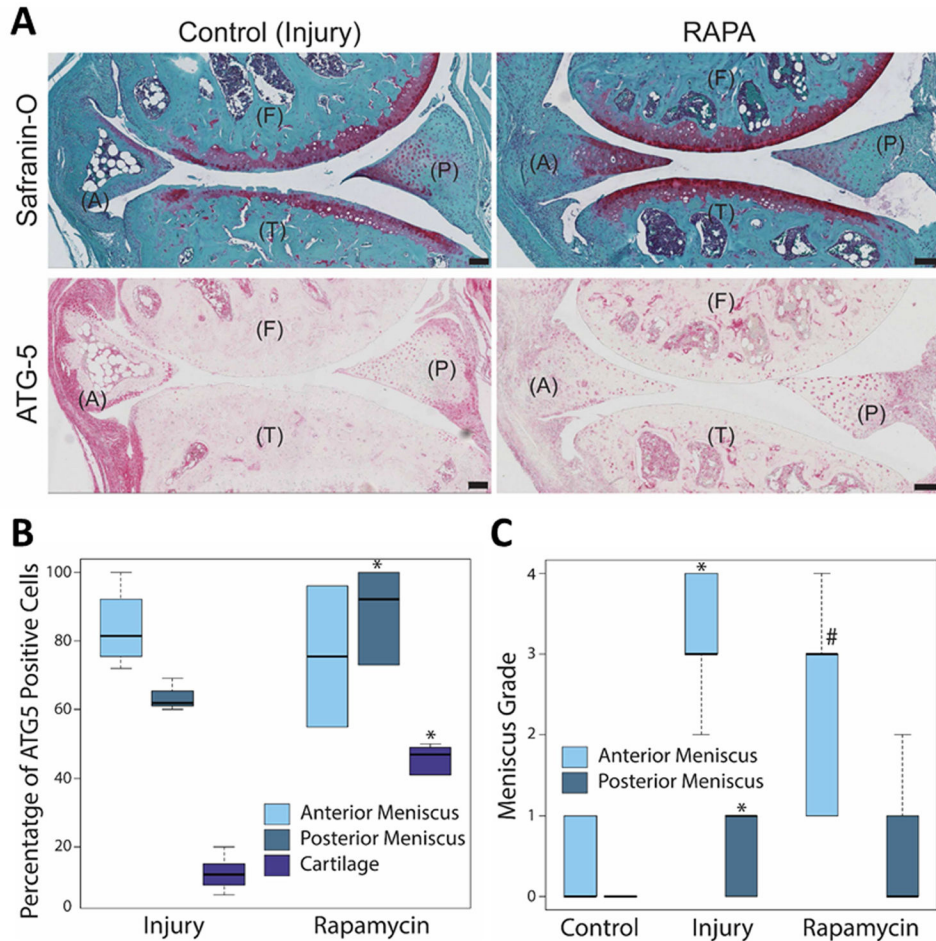 A
Control (Injury)
RAPA
Safranin-O
(F)
(A)
(P)
(T)
(F)
(A)
(P)
(T)
ATG-5
(F)
(A)
(P)
(T)
(F)
(A)
(P)
(T)
B
Percentatge of ATG5 Positive Cells
100
80
60
40
20
0
*
*
Anterior Meniscus
Posterior Meniscus
Cartilage
Injury
Rapamycin
C
Meniscus Grade
4
3
2
1
0
*
#
*
Anterior Meniscus
Posterior Meniscus
Control
Injury
Rapamycin